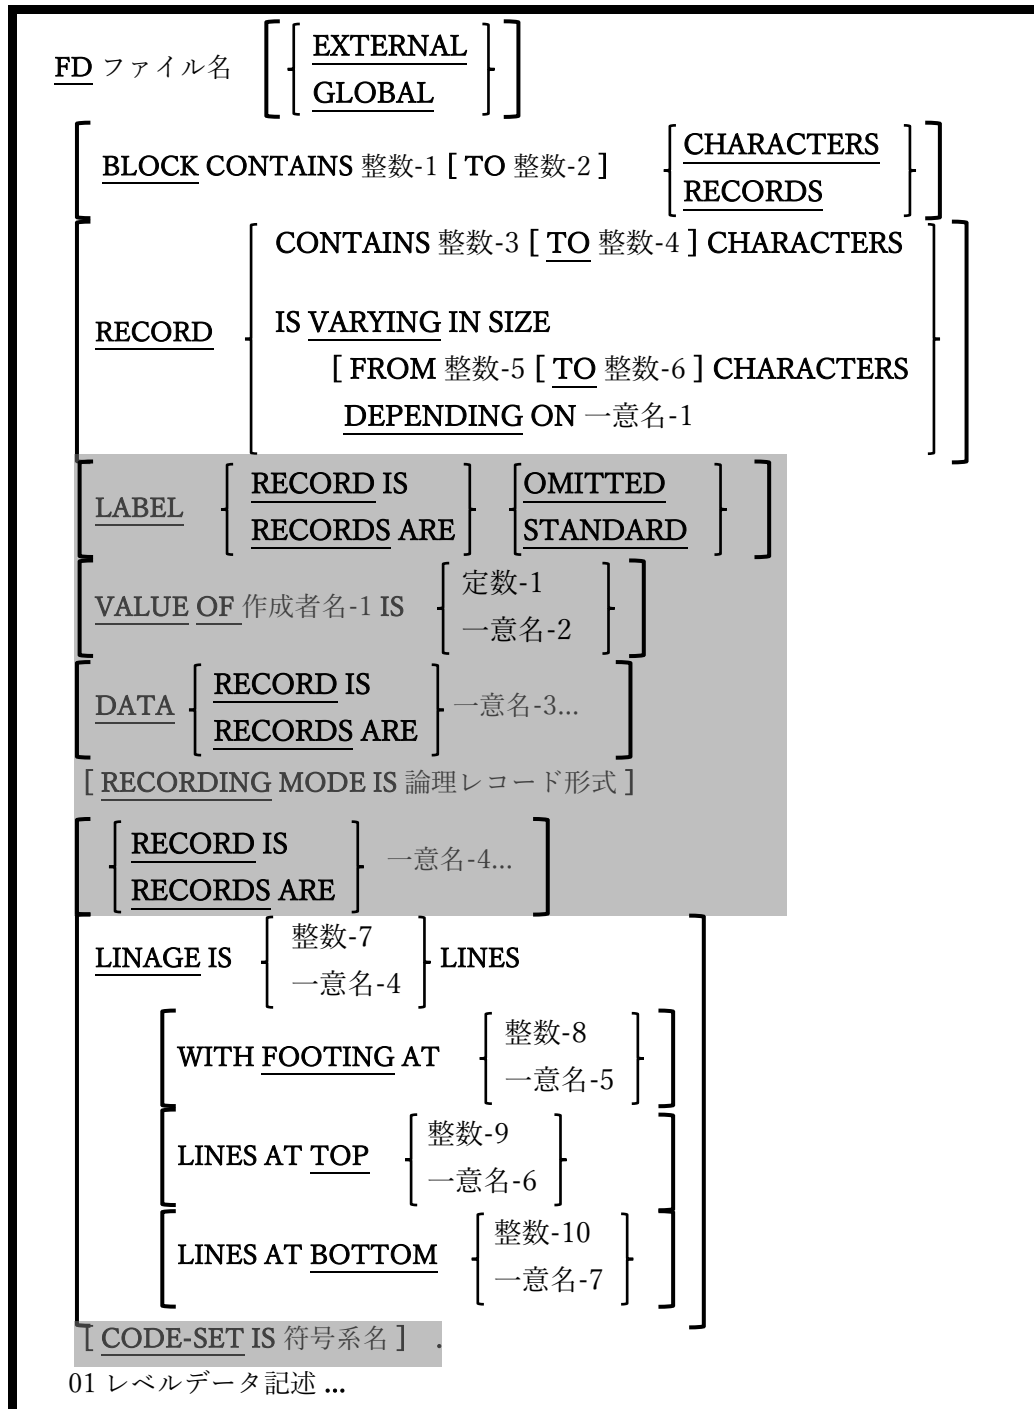 EXTERNAL
FD ファイル名
GLOBAL
CHARACTERS
BLOCK CONTAINS 整数-1 [ TO 整数-2 ]
RECORDS
CONTAINS 整数-3 [ TO 整数-4 ] CHARACTERS
RECORD
IS VARYING IN SIZE
[ FROM 整数-5 [ TO 整数-6 ] CHARACTERS
DEPENDING ON 一意名-1
RECORD IS OMITTED
LABEL
RECORDS ARE STANDARD
定数-1
VALUE OF 作成者名-1 IS
一意名-2
RECORD IS
DATA 一意名-3...
RECORDS ARE
[ RECORDING MODE IS 論理レコード形式 ]
RECORD IS
一意名-4...
RECORDS ARE
整数-7
LINAGE IS LINES
一意名-4
整数-8
WITH FOOTING AT
一意名-5
整数-9
LINES AT TOP
一意名-6
整数-10
LINES AT BOTTOM
一意名-7
[ CODE-SET IS 符号系名 ] .
01 レベルデータ記述 ...